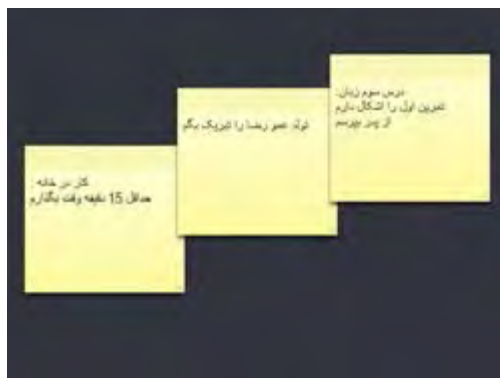 درس سوم زبان:
تمرین اول را اشکال دارم
از پدر بپرسم
تولد عمو رضا را تبریک بگم
کار در خانه :
حداقل 15 دقیقه وقت بگذارم